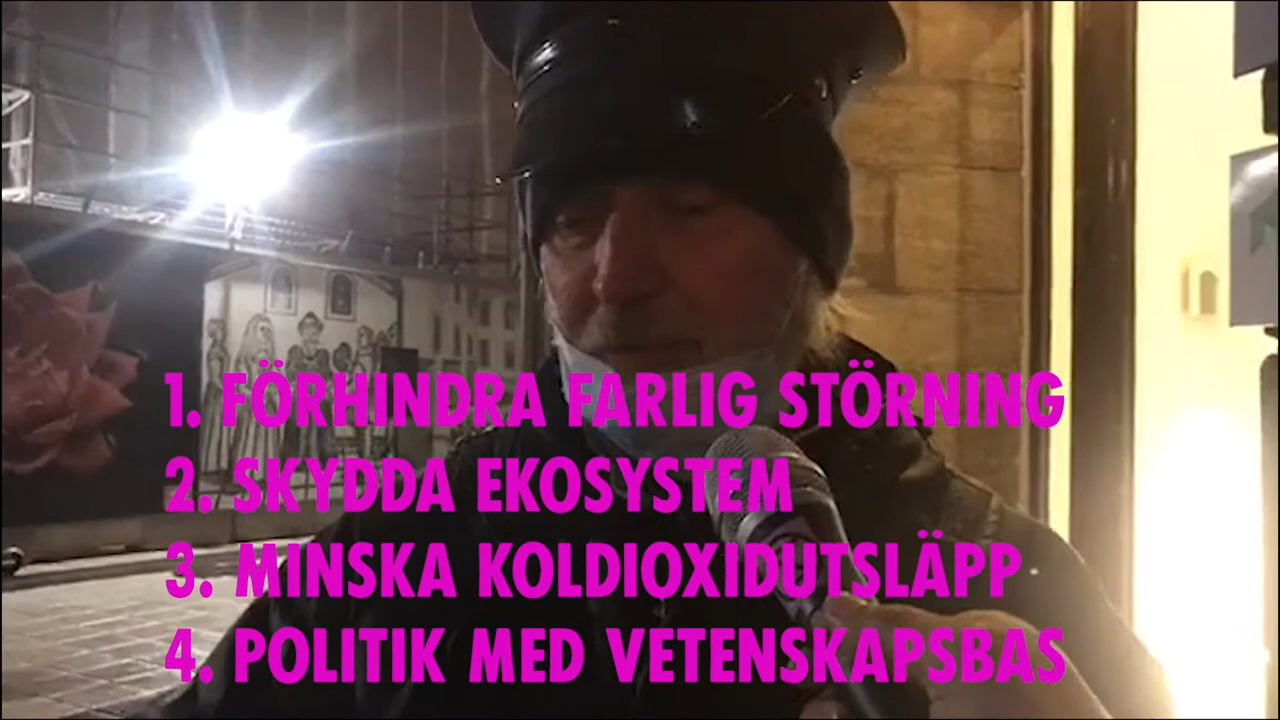 1. FÖRHINDRA FARLIG STÖRNING
2. SKYDDA EKOSYSTEM
3. MINSKA KOLDIOXIDUTSLÄPP
4. POLITIK MED VETENSKAPSBAS